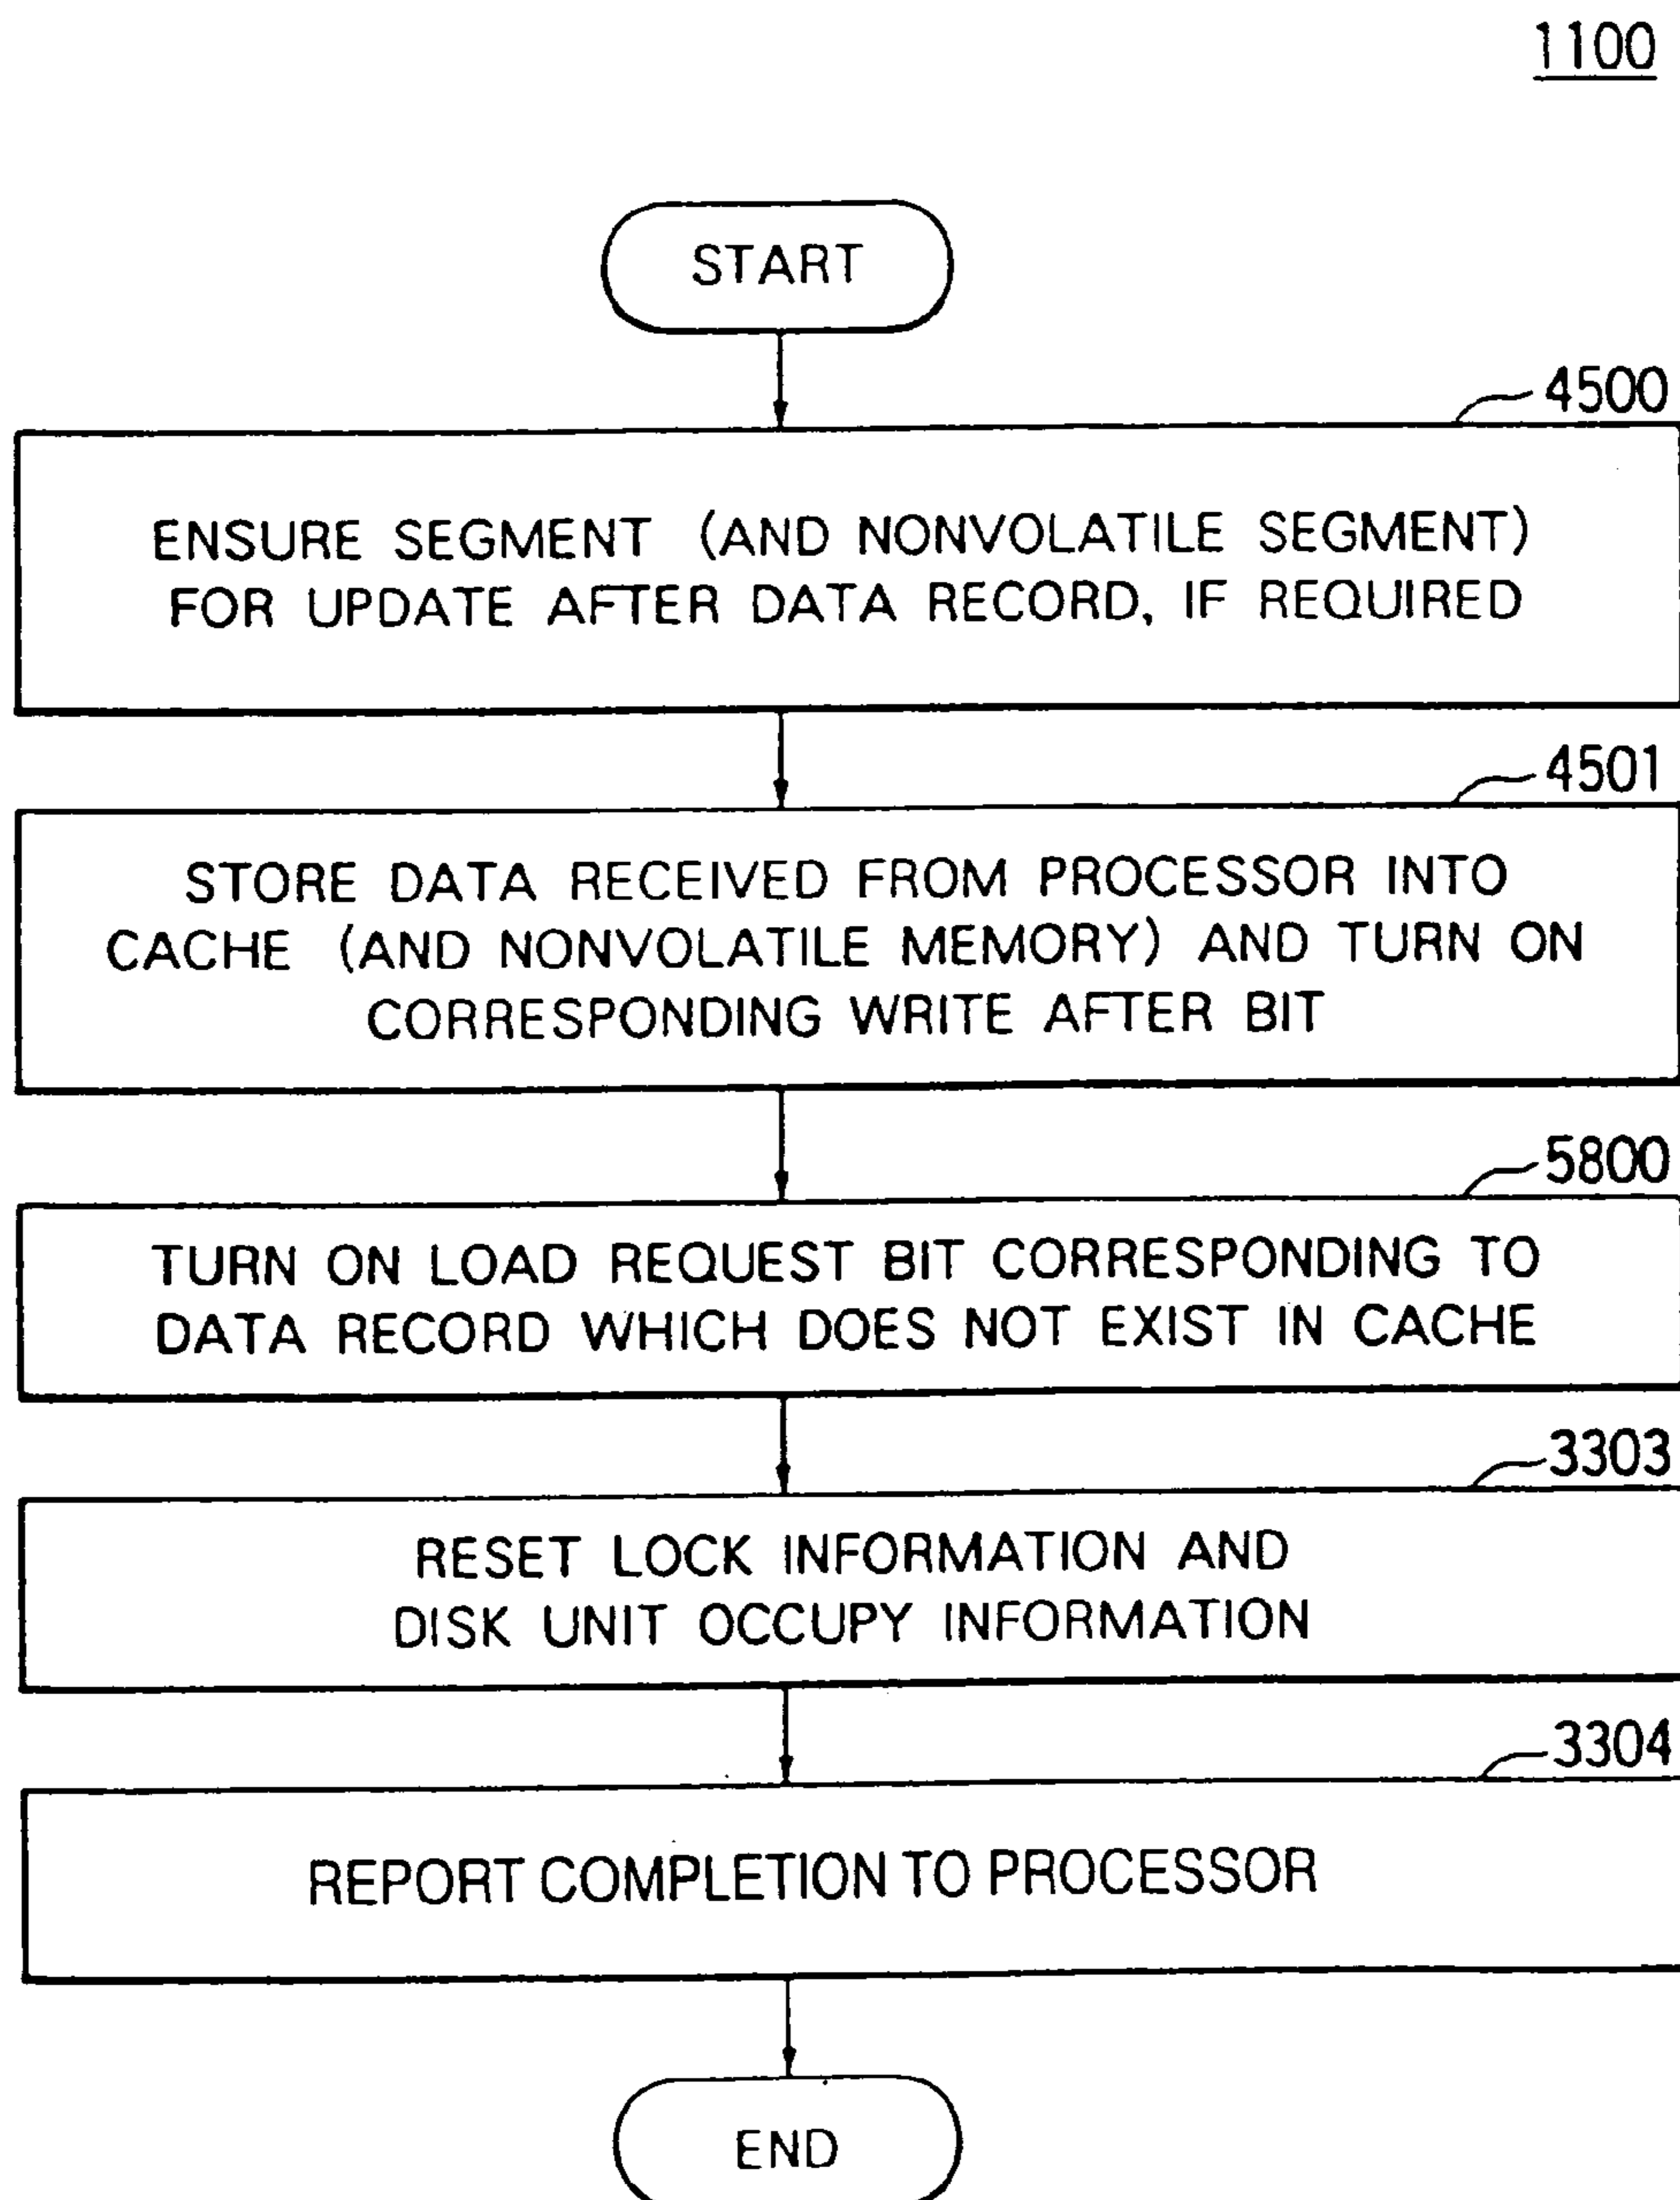 1100
START
4500
ENSURE SEGMENT (AND NONVOLATILE SEGMENT)
FOR UPDATE AFTER DATA RECORD, IF REQUIRED
4501
STORE DATA RECEIVED FROM PROCESSOR INTO
CACHE (AND NONVOLATILE MEMORY) AND TURN ON
CORRESPONDING WRITE AFTER BIT
5800
TURN ON LOAD REQUEST BIT CORRESPONDING TO
DATA RECORD WHICH DOES NOT EXIST IN CACHE
3303
RESET LOCK INFORMATION AND
DISK UNIT OCCUPY INFORMATION
3304
REPORT COMPLETION TO PROCESSOR
END